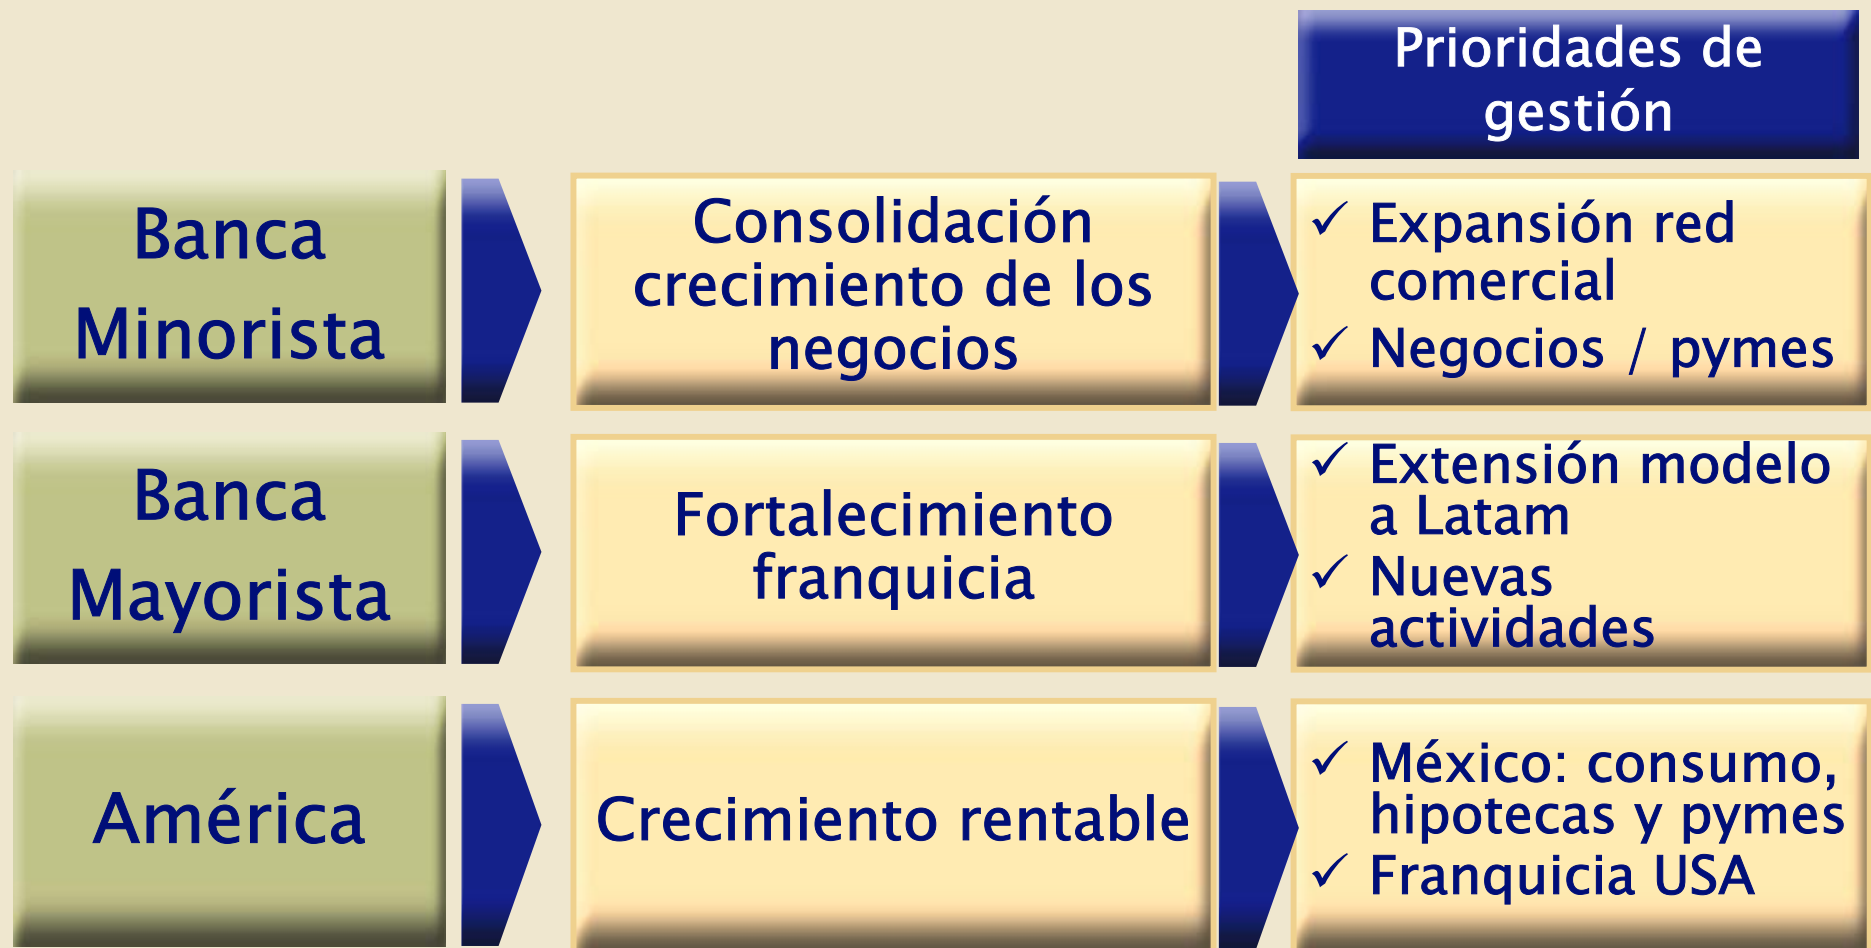 Prioridades de
gestión
Banca
Minorista
Consolidación
crecimiento de los
negocios
✓ Expansión red
comercial
✓ Negocios / pymes
Banca
Mayorista
Fortalecimiento
franquicia
✓ Extensión modelo
a Latam
✓ Nuevas
actividades
América
Crecimiento rentable
✓ México: consumo,
hipotecas y pymes
✓ Franquicia USA